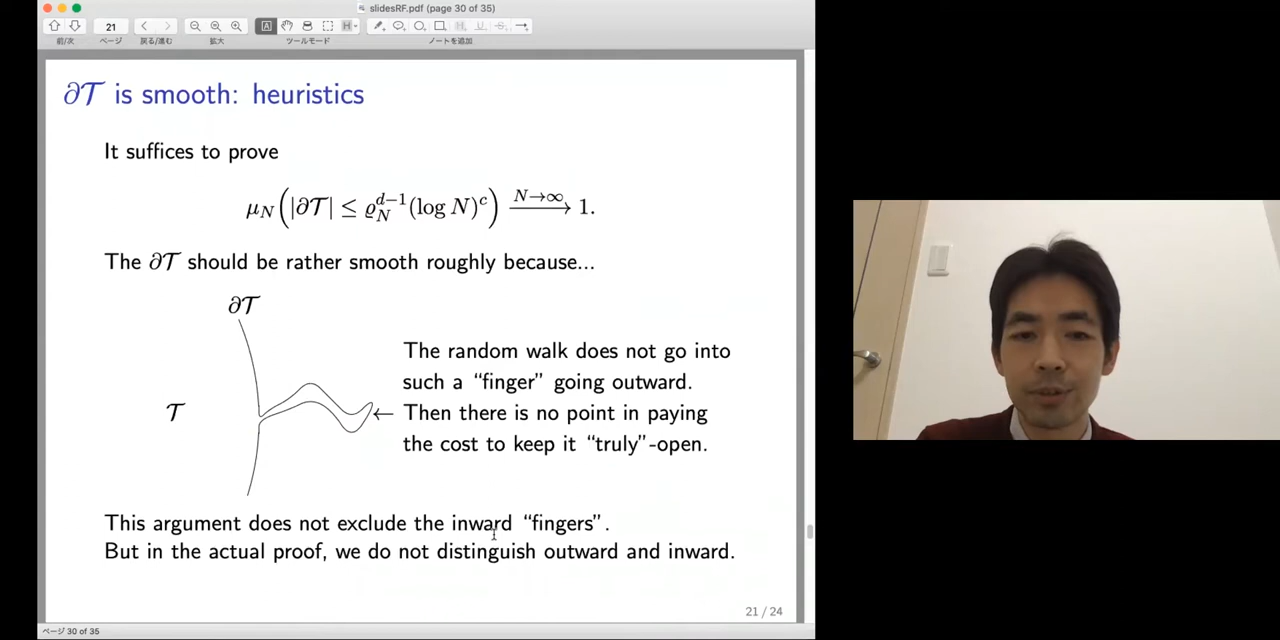 slidesRF.pdf (page 30 of 35)
21
前/次 ページ 戻る/進む 拡大 ツールモード ノートを追加
∂𝒯 is smooth: heuristics
It suffices to prove
μ_N(|∂𝒯| ≤ ϱ_N^{d−1}(log N)^c) →^{N→∞} 1.
The ∂𝒯 should be rather smooth roughly because...
∂𝒯
𝒯
The random walk does not go into
such a “finger” going outward.
← Then there is no point in paying
the cost to keep it “truly”-open.
This argument does not exclude the inward “fingers”.
But in the actual proof, we do not distinguish outward and inward.
21 / 24
ページ 30 of 35